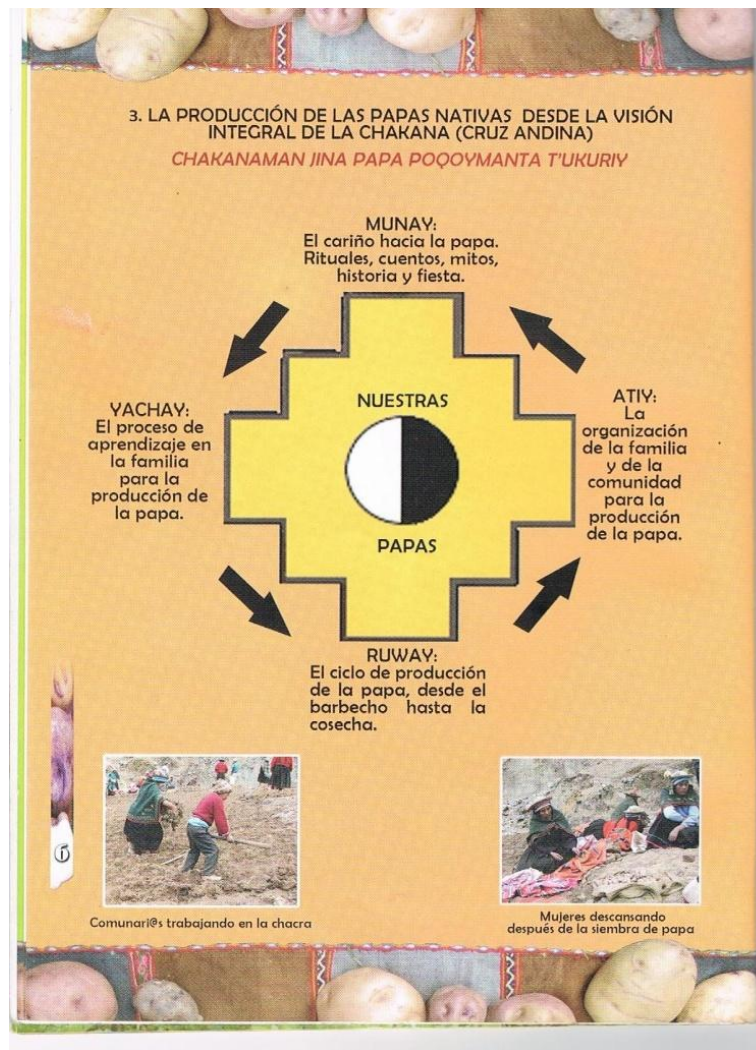 3. LA PRODUCCIÓN DE LAS PAPAS NATIVAS DESDE LA VISIÓN
INTEGRAL DE LA CHAKANA (CRUZ ANDINA)
CHAKANAMAN JINA PAPA POQOYMANTA T'UKURIY
MUNAY:
El cariño hacia la papa.
Rituales, cuentos, mitos,
historia y fiesta.
YACHAY:
El proceso de
aprendizaje en
la familia
para la
producción de
la papa.
NUESTRAS
PAPAS
ATIY:
La
organización
de la familia
y de la
comunidad
para la
producción
de la papa.
RUWAY:
El ciclo de producción
de la papa, desde el
barbecho hasta la
cosecha.
6
Comunari@s trabajando en la chacra
Mujeres descansando
después de la siembra de papa